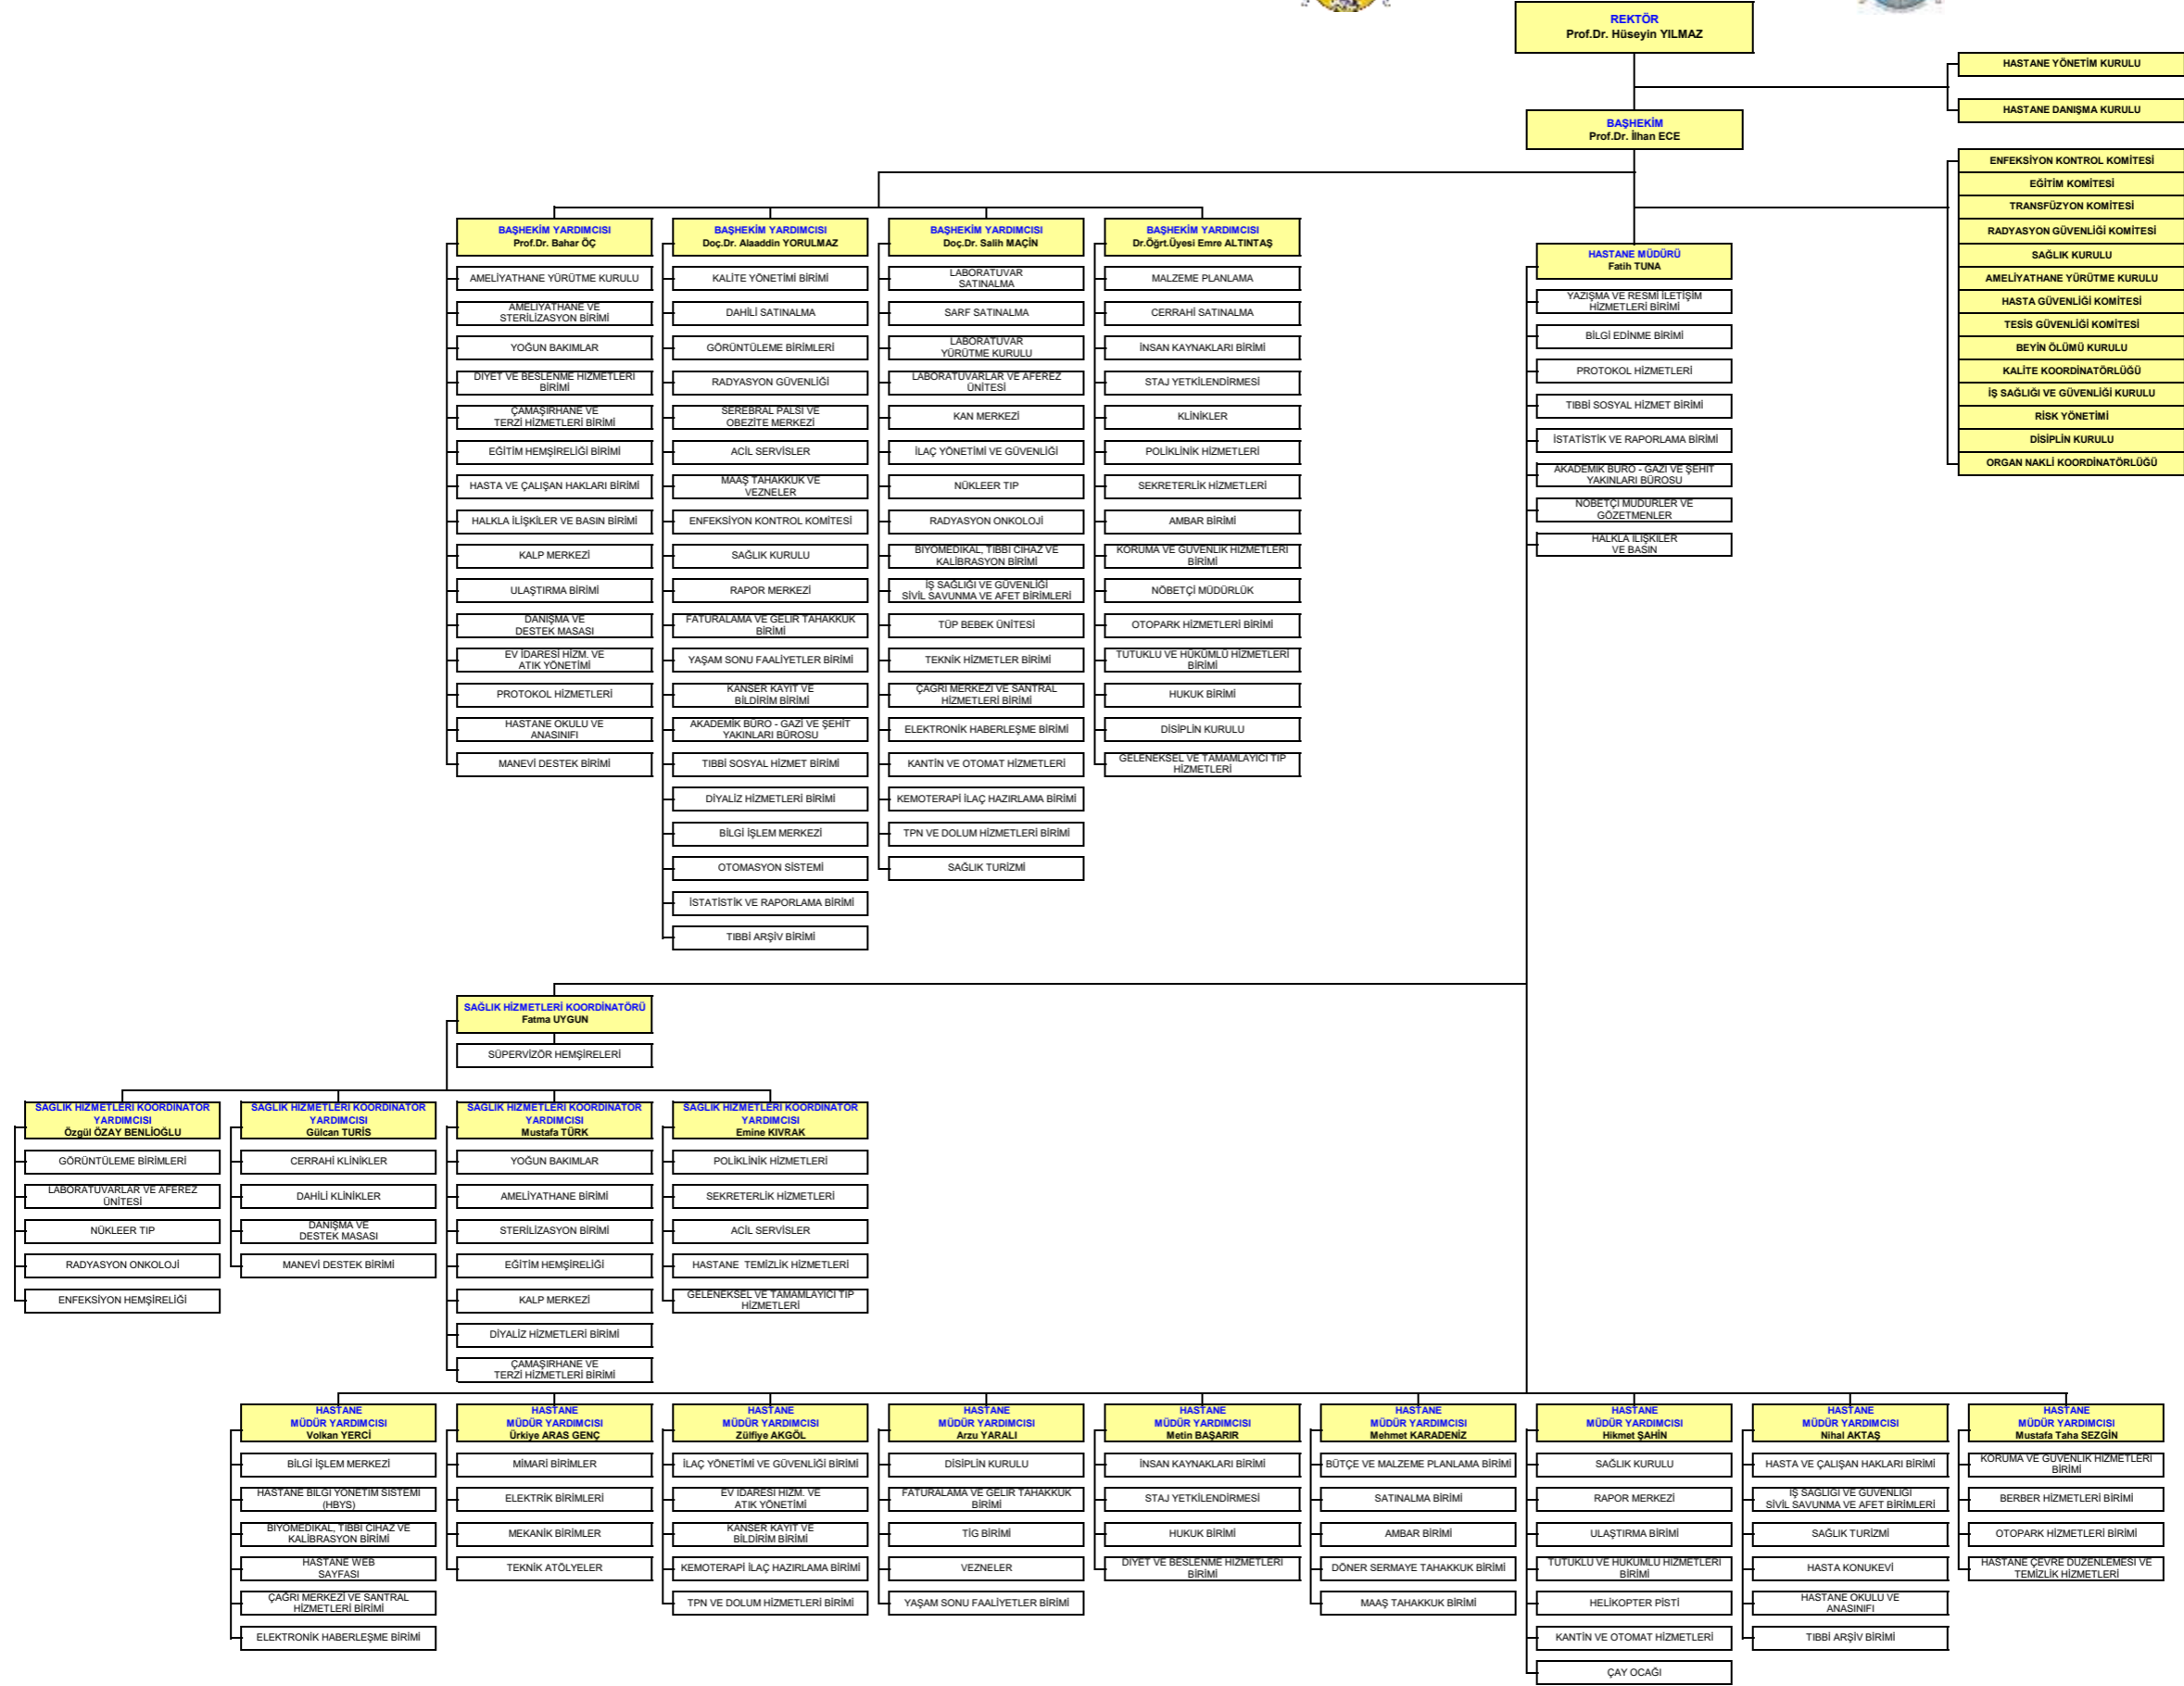 REKTÖR
Prof.Dr. Hüseyin YILMAZ
HASTANE YÖNETİM KURULU
HASTANE DANIŞMA KURULU
BAŞHEKİM
Prof.Dr. İlhan ECE
ENFEKSİYON KONTROL KOMİTESİ
EĞİTİM KOMİTESİ
TRANSFÜZYON KOMİTESİ
RADYASYON GÜVENLİĞİ KOMİTESİ
SAĞLIK KURULU
AMELİYATHANE YÜRÜTME KURULU
HASTA GÜVENLİĞİ KOMİTESİ
TESİS GÜVENLİĞİ KOMİTESİ
BEYİN ÖLÜMÜ KURULU
KALİTE KOORDİNATÖRLÜĞÜ
İŞ SAĞLIĞI VE GÜVENLİĞİ KURULU
RİSK YÖNETİMİ
DİSİPLİN KURULU
ORGAN NAKLİ KOORDİNATÖRLÜĞÜ
BAŞHEKİM YARDIMCISI
Prof.Dr. Bahar ÖÇ
AMELİYATHANE YÜRÜTME KURULU
AMELİYATHANE VE
STERİLİZASYON BİRİMİ
YOĞUN BAKIMLAR
DİYET VE BESLENME HİZMETLERİ
BİRİMİ
ÇAMAŞIRHANE VE
TERZİ HİZMETLERİ BİRİMİ
EĞİTİM HEMŞİRELİĞİ BİRİMİ
HASTA VE ÇALIŞAN HAKLARI BİRİMİ
HALKLA İLİŞKİLER VE BASIN BİRİMİ
KALP MERKEZİ
ULAŞTIRMA BİRİMİ
DANIŞMA VE
DESTEK MASASI
EV İDARESİ HİZM. VE
ATIK YÖNETİMİ
PROTOKOL HİZMETLERİ
HASTANE OKULU VE
ANASINIFI
MANEVİ DESTEK BİRİMİ
BAŞHEKİM YARDIMCISI
Doç.Dr. Alaaddin YORULMAZ
KALİTE YÖNETİMİ BİRİMİ
DAHİLİ SATINALMA
GÖRÜNTÜLEME BİRİMLERİ
RADYASYON GÜVENLİĞİ
SEREBRAL PALSİ VE
OBEZİTE MERKEZİ
ACİL SERVİSLER
MAAŞ TAHAKKUK VE
VEZNELER
ENFEKSİYON KONTROL KOMİTESİ
SAĞLIK KURULU
RAPOR MERKEZİ
FATURALAMA VE GELİR TAHAKKUK
BİRİMİ
YAŞAM SONU FAALİYETLER BİRİMİ
KANSER KAYIT VE
BİLDİRİM BİRİMİ
AKADEMİK BÜRO - GAZİ VE ŞEHİT
YAKINLARI BÜROSU
TIBBİ SOSYAL HİZMET BİRİMİ
DİYALİZ HİZMETLERİ BİRİMİ
BİLGİ İŞLEM MERKEZİ
OTOMASYON SİSTEMİ
İSTATİSTİK VE RAPORLAMA BİRİMİ
TIBBİ ARŞİV BİRİMİ
BAŞHEKİM YARDIMCISI
Doç.Dr. Salih MAÇİN
LABORATUVAR
SATINALMA
SARF SATINALMA
LABORATUVAR
YÜRÜTME KURULU
LABORATUVARLAR VE AFEREZ
ÜNİTESİ
KAN MERKEZİ
İLAÇ YÖNETİMİ VE GÜVENLİĞİ
NÜKLEER TIP
RADYASYON ONKOLOJİ
BİYOMEDİKAL, TIBBİ CİHAZ VE
KALİBRASYON BİRİMİ
İŞ SAĞLIĞI VE GÜVENLİĞİ
SİVİL SAVUNMA VE AFET BİRİMLERİ
TÜP BEBEK ÜNİTESİ
TEKNİK HİZMETLER BİRİMİ
ÇAĞRI MERKEZİ VE SANTRAL
HİZMETLERİ BİRİMİ
ELEKTRONİK HABERLEŞME BİRİMİ
KANTİN VE OTOMAT HİZMETLERİ
KEMOTERAPİ İLAÇ HAZIRLAMA BİRİMİ
TPN VE DOLUM HİZMETLERİ BİRİMİ
SAĞLIK TURİZMİ
BAŞHEKİM YARDIMCISI
Dr.Öğrt.Üyesi Emre ALTINTAŞ
MALZEME PLANLAMA
CERRAHİ SATINALMA
İNSAN KAYNAKLARI BİRİMİ
STAJ YETKİLENDİRMESİ
KLİNİKLER
POLİKLİNİK HİZMETLERİ
SEKRETERLİK HİZMETLERİ
AMBAR BİRİMİ
KORUMA VE GÜVENLİK HİZMETLERİ
BİRİMİ
NÖBETÇİ MÜDÜRLÜK
OTOPARK HİZMETLERİ BİRİMİ
TUTUKLU VE HÜKÜMLÜ HİZMETLERİ
BİRİMİ
HUKUK BİRİMİ
DİSİPLİN KURULU
GELENEKSEL VE TAMAMLAYICI TIP
HİZMETLERİ
HASTANE MÜDÜRÜ
Fatih TUNA
YAZIŞMA VE RESMİ İLETİŞİM
HİZMETLERİ BİRİMİ
BİLGİ EDİNME BİRİMİ
PROTOKOL HİZMETLERİ
TIBBİ SOSYAL HİZMET BİRİMİ
İSTATİSTİK VE RAPORLAMA BİRİMİ
AKADEMİK BÜRO - GAZİ VE ŞEHİT
YAKINLARI BÜROSU
NÖBETÇİ MÜDÜRLER VE
GÖZETMENLER
HALKLA İLİŞKİLER
VE BASIN
SAĞLIK HİZMETLERİ KOORDİNATÖRÜ
Fatma UYGUN
SÜPERVİZÖR HEMŞİRELERİ
SAĞLIK HİZMETLERİ KOORDİNATÖR
YARDIMCISI
Özgül ÖZAY BENLİOĞLU
GÖRÜNTÜLEME BİRİMLERİ
LABORATUVARLAR VE AFEREZ
ÜNİTESİ
NÜKLEER TIP
RADYASYON ONKOLOJİ
ENFEKSİYON HEMŞİRELİĞİ
SAĞLIK HİZMETLERİ KOORDİNATÖR
YARDIMCISI
Gülcan TURİS
CERRAHİ KLİNİKLER
DAHİLİ KLİNİKLER
DANIŞMA VE
DESTEK MASASI
MANEVİ DESTEK BİRİMİ
SAĞLIK HİZMETLERİ KOORDİNATÖR
YARDIMCISI
Mustafa TÜRK
YOĞUN BAKIMLAR
AMELİYATHANE BİRİMİ
STERİLİZASYON BİRİMİ
EĞİTİM HEMŞİRELİĞİ
KALP MERKEZİ
DİYALİZ HİZMETLERİ BİRİMİ
ÇAMAŞIRHANE VE
TERZİ HİZMETLERİ BİRİMİ
SAĞLIK HİZMETLERİ KOORDİNATÖR
YARDIMCISI
Emine KIVRAK
POLİKLİNİK HİZMETLERİ
SEKRETERLİK HİZMETLERİ
ACİL SERVİSLER
HASTANE TEMİZLİK HİZMETLERİ
GELENEKSEL VE TAMAMLAYICI TIP
HİZMETLERİ
HASTANE
MÜDÜR YARDIMCISI
Volkan YERCİ
BİLGİ İŞLEM MERKEZİ
HASTANE BİLGİ YÖNETİM SİSTEMİ
(HBYS)
BİYOMEDİKAL, TIBBİ CİHAZ VE
KALİBRASYON BİRİMİ
HASTANE WEB
SAYFASI
ÇAĞRI MERKEZİ VE SANTRAL
HİZMETLERİ BİRİMİ
ELEKTRONİK HABERLEŞME BİRİMİ
HASTANE
MÜDÜR YARDIMCISI
Ürkiye ARAS GENÇ
MİMARİ BİRİMLER
ELEKTRİK BİRİMLERİ
MEKANİK BİRİMLER
TEKNİK ATÖLYELER
HASTANE
MÜDÜR YARDIMCISI
Zülfiye AKGÖL
İLAÇ YÖNETİMİ VE GÜVENLİĞİ BİRİMİ
EV İDARESİ HİZM. VE
ATIK YÖNETİMİ
KANSER KAYIT VE
BİLDİRİM BİRİMİ
KEMOTERAPİ İLAÇ HAZIRLAMA BİRİMİ
TPN VE DOLUM HİZMETLERİ BİRİMİ
HASTANE
MÜDÜR YARDIMCISI
Arzu YARALI
DİSİPLİN KURULU
FATURALAMA VE GELİR TAHAKKUK
BİRİMİ
TİG BİRİMİ
VEZNELER
YAŞAM SONU FAALİYETLER BİRİMİ
HASTANE
MÜDÜR YARDIMCISI
Metin BAŞARIR
İNSAN KAYNAKLARI BİRİMİ
STAJ YETKİLENDİRMESİ
HUKUK BİRİMİ
DİYET VE BESLENME HİZMETLERİ
BİRİMİ
HASTANE
MÜDÜR YARDIMCISI
Mehmet KARADENİZ
BÜTÇE VE MALZEME PLANLAMA BİRİMİ
SATINALMA BİRİMİ
AMBAR BİRİMİ
DÖNER SERMAYE TAHAKKUK BİRİMİ
MAAŞ TAHAKKUK BİRİMİ
HASTANE
MÜDÜR YARDIMCISI
Hikmet ŞAHİN
SAĞLIK KURULU
RAPOR MERKEZİ
ULAŞTIRMA BİRİMİ
TUTUKLU VE HÜKÜMLÜ HİZMETLERİ
BİRİMİ
HELİKOPTER PİSTİ
KANTİN VE OTOMAT HİZMETLERİ
ÇAY OCAĞI
HASTANE
MÜDÜR YARDIMCISI
Nihal AKTAŞ
HASTA VE ÇALIŞAN HAKLARI BİRİMİ
İŞ SAĞLIĞI VE GÜVENLİĞİ
SİVİL SAVUNMA VE AFET BİRİMLERİ
SAĞLIK TURİZMİ
HASTA KONUKEVİ
HASTANE OKULU VE
ANASINIFI
TIBBİ ARŞİV BİRİMİ
HASTANE
MÜDÜR YARDIMCISI
Mustafa Taha SEZGİN
KORUMA VE GÜVENLİK HİZMETLERİ
BİRİMİ
BERBER HİZMETLERİ BİRİMİ
OTOPARK HİZMETLERİ BİRİMİ
HASTANE ÇEVRE DÜZENLEMESİ VE
TEMİZLİK HİZMETLERİ